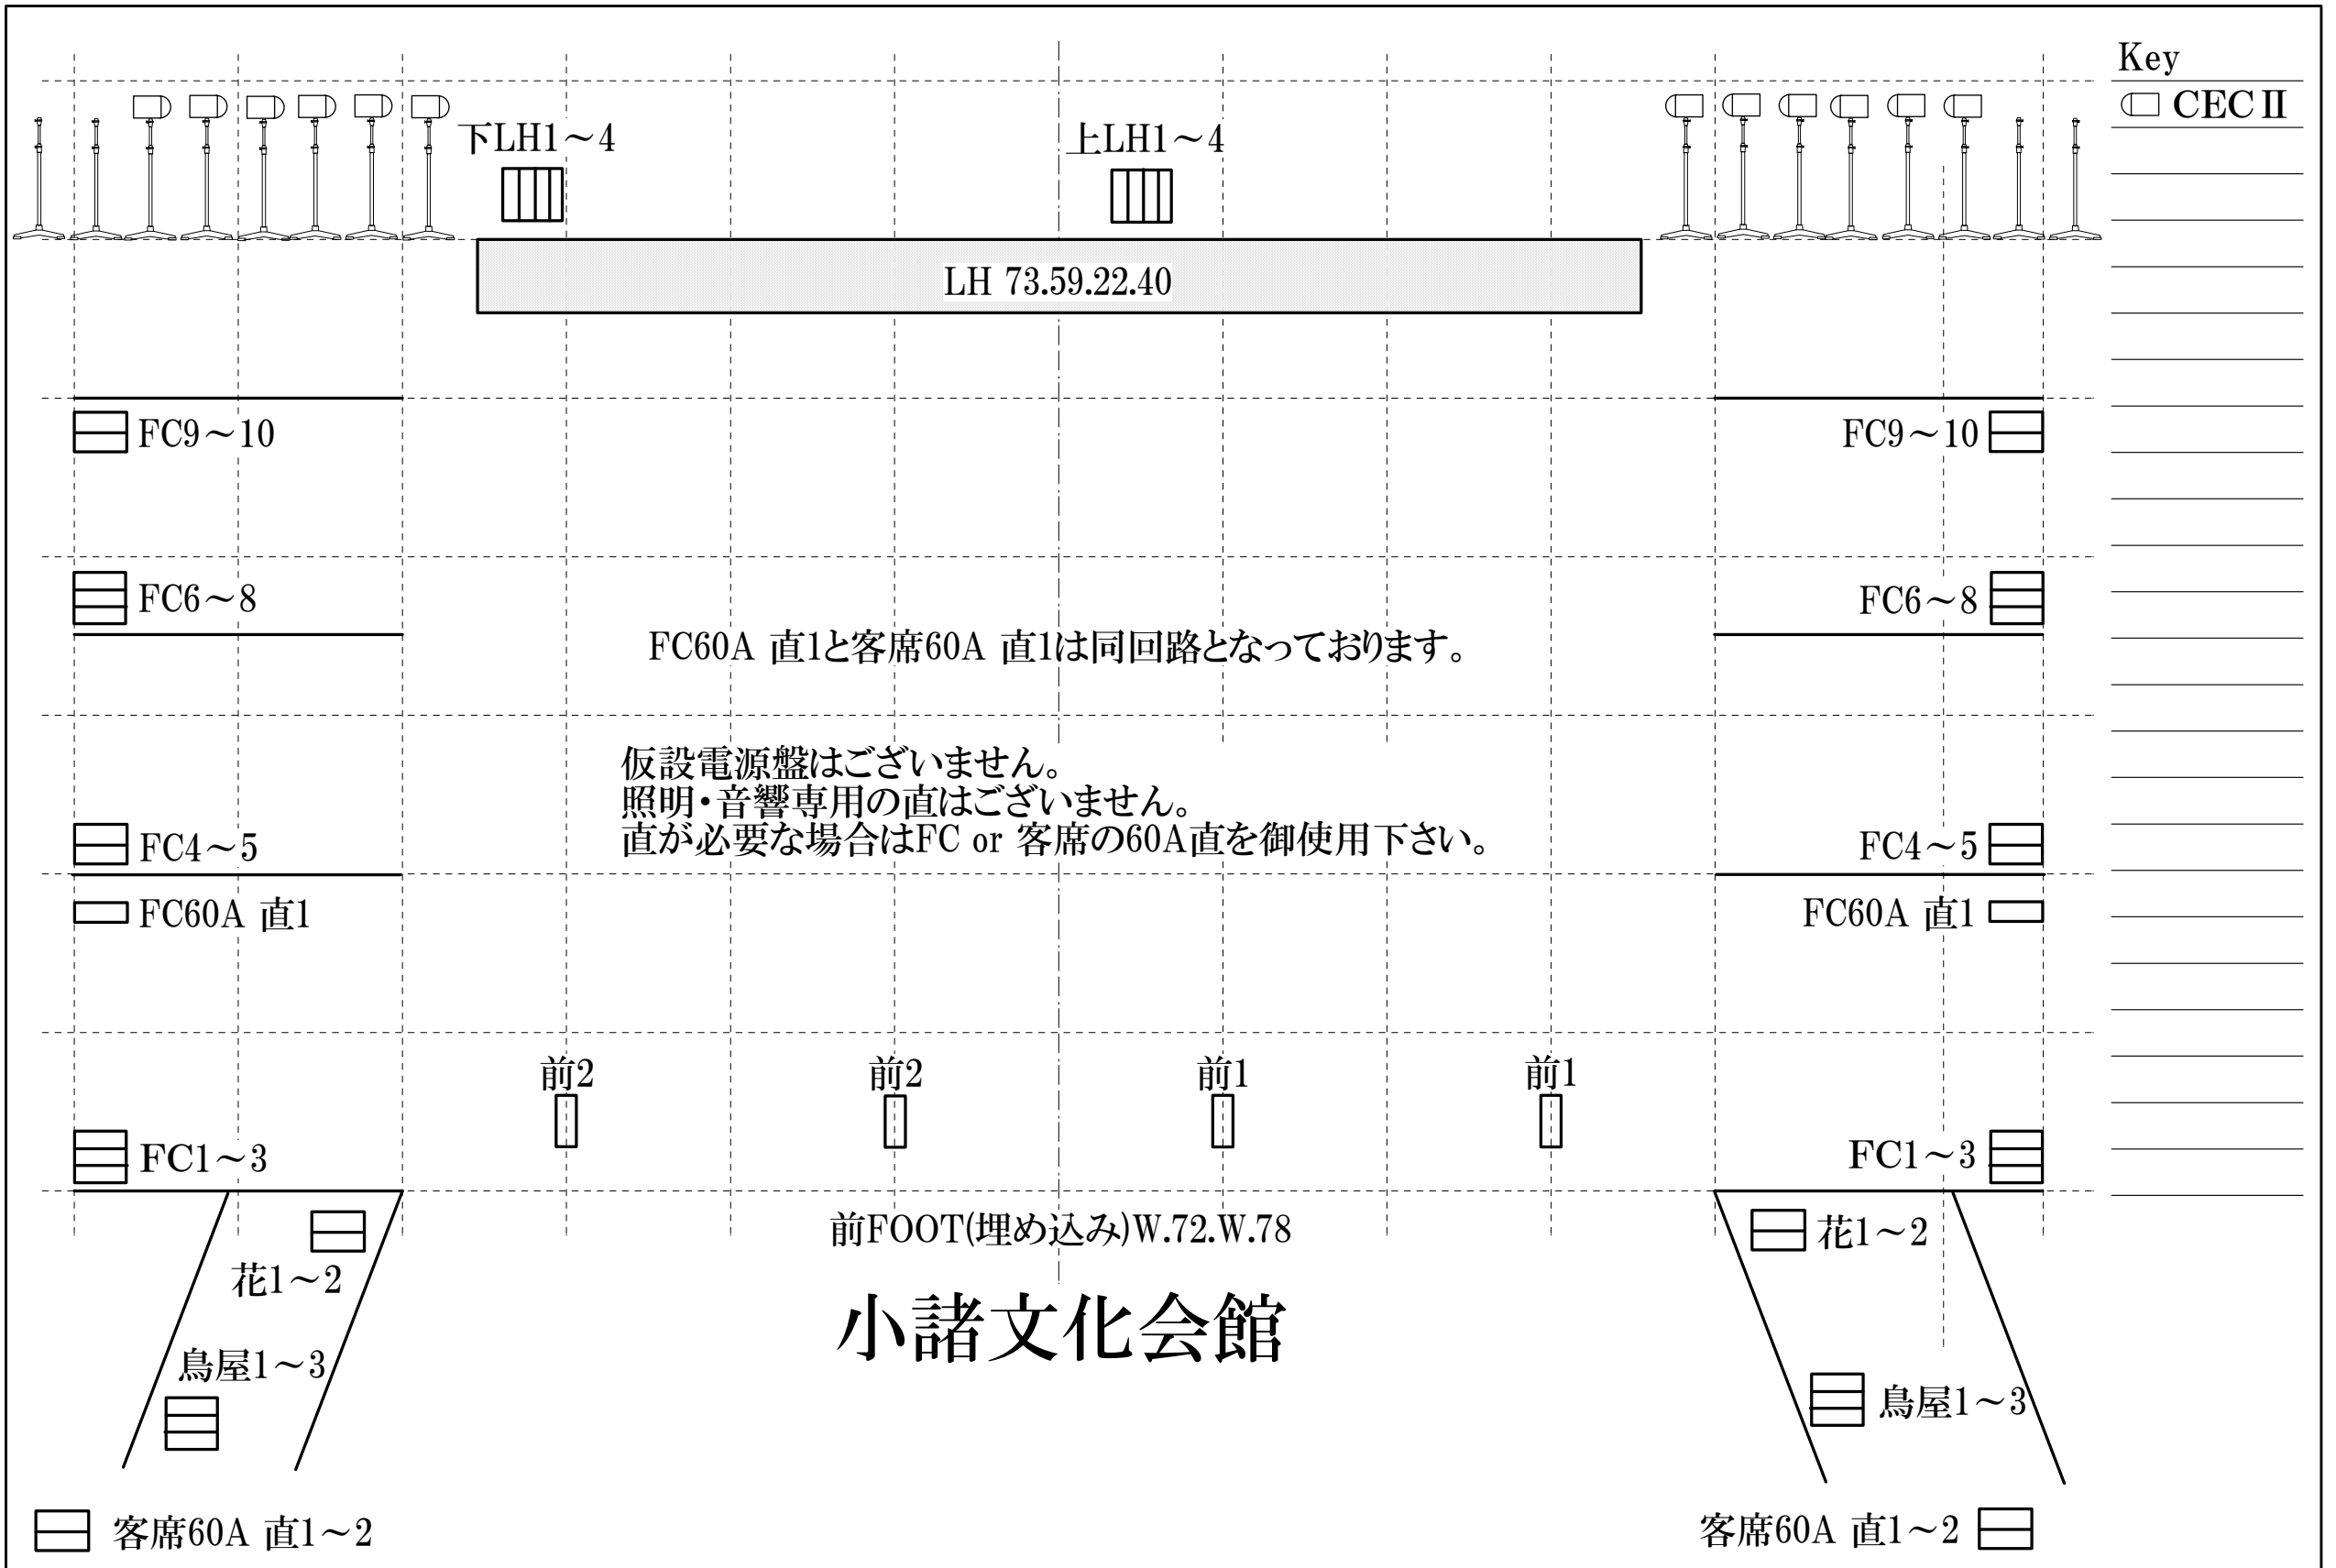 Key
CECⅡ
下LH1～4
上LH1～4
LH 73.59.22.40
FC9～10
FC9～10
FC6～8
FC6～8
FC60A 直1と客席60A 直1は同回路となっております。
仮設電源盤はございません。
照明・音響専用の直はございません。
直が必要な場合はFC or 客席の60A直を御使用下さい。
FC4～5
FC4～5
FC60A 直1
FC60A 直1
前2
前2
前1
前1
FC1～3
FC1～3
前FOOT(埋め込み)W.72.W.78
花1～2
花1～2
小諸文化会館
鳥屋1～3
鳥屋1～3
客席60A 直1～2
客席60A 直1～2